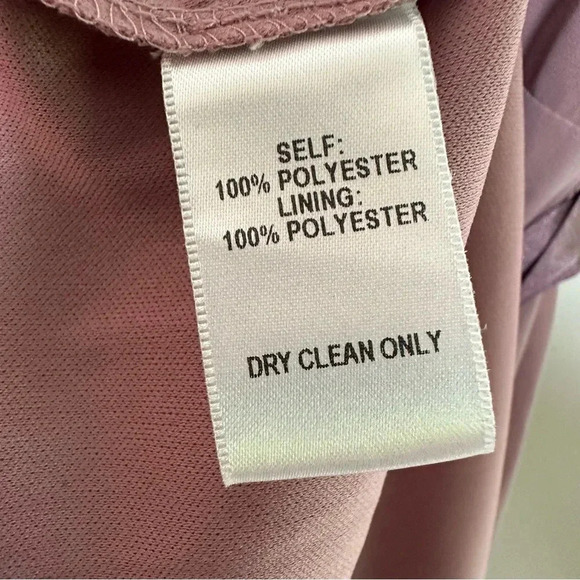 SELF:
100% POLYESTER
LINING:
100% POLYESTER
DRY CLEAN ONLY